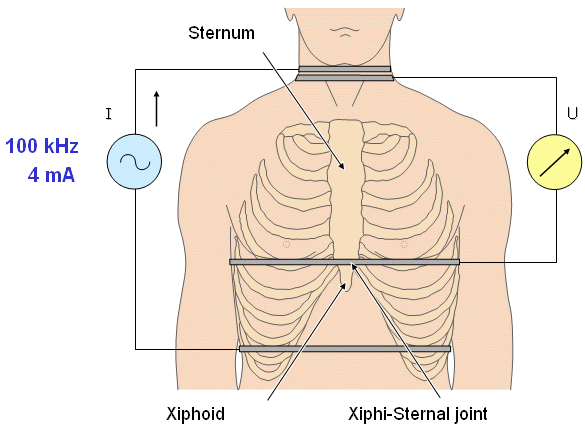 Sternum
I
U
100 kHz
4 mA
Xiphoid
Xiphi-Sternal joint